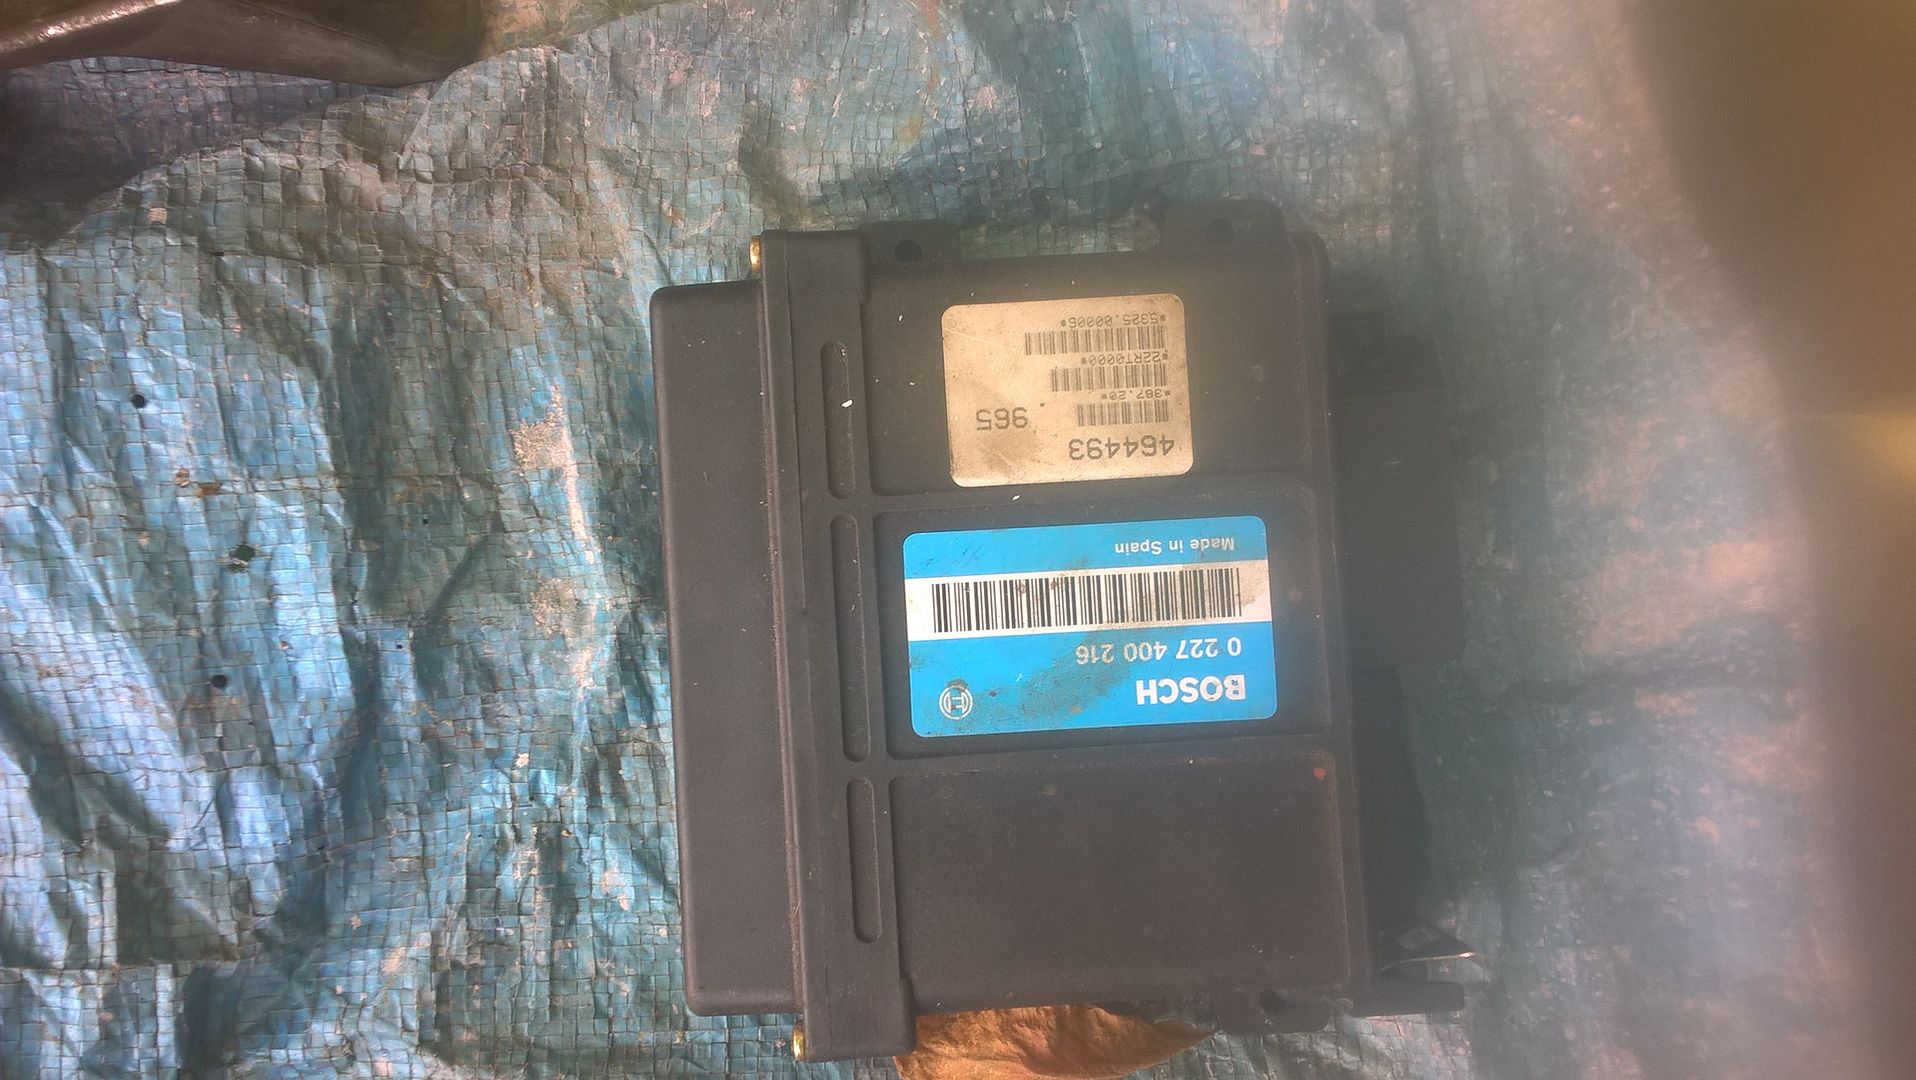 BOSCH
0 227 400 216
Made in Spain
464493 965
*367.20*
*22RT0000*
*5325.00006*